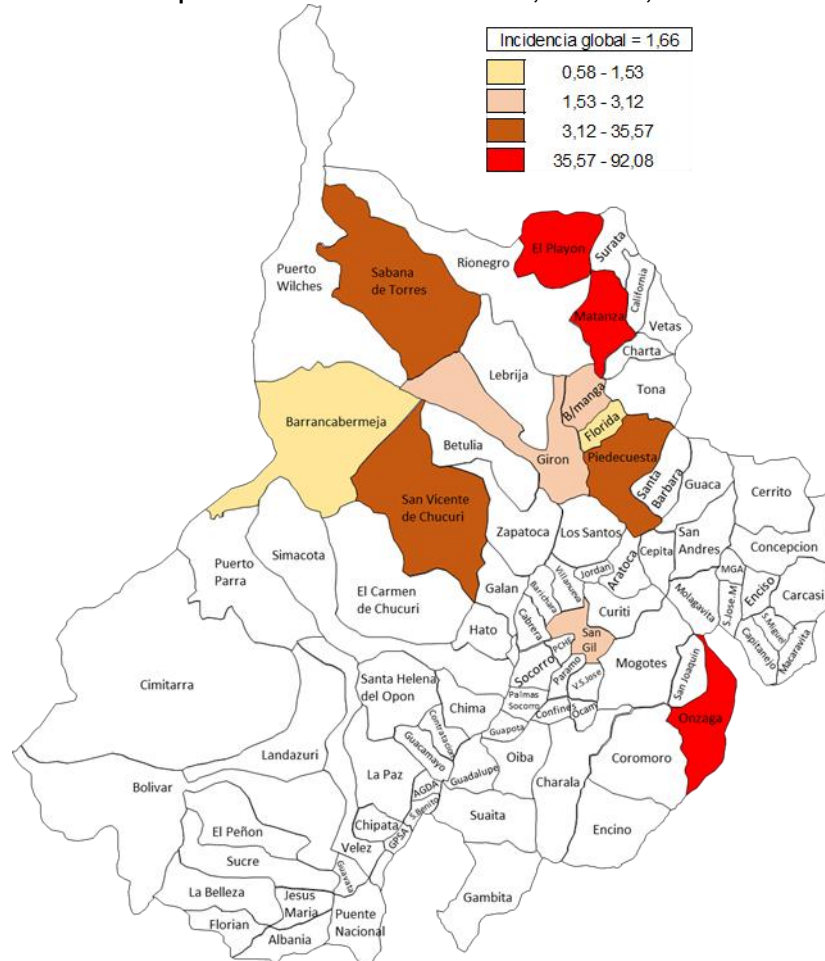 Incidencia global = 1,66
0,58 - 1,53
1,53 - 3,12
3,12 - 35,57
35,57 - 92,08
El Playon
Surata
Rionegro
Puerto
Wilches
Sabana
de Torres
California
Matanza
Vetas
Charta
Lebrija
Tona
B/manga
Barrancabermeja
Florida
Betulia
Giron
Piedecuesta
Santa
Barbara
Guaca
Cerrito
San Vicente
de Chucuri
Zapatoca
Los Santos
San
Andres
Concepcion
Simacota
Puerto
Parra
Cepita
Aratoca
Jordan
MGA
Enciso
Carcasi
El Carmen
de Chucuri
Galan
Villanueva
Barichara
Curiti
Molagavita
S.Jose.M
S.Miguel
Capitanejo
Macaravita
Hato
Cabrera
San
Gil
PCHE
Socorro
Paramo
V.S.Jose
Mogotes
San Joaquin
Cimitarra
Santa Helena
del Opon
Chima
Palmas
Socorro
Confines
Ocam
Onzaga
Contratacion
Guapota
Guacamayo
Landazuri
Bolivar
La Paz
Guadalupe
Oiba
Charala
Coromoro
AGDA
S.Benito
Suaita
El Peñon
Chipata
GPSA
Encino
Sucre
Velez
Guavata
La Belleza
Jesus
Maria
Gambita
Florian
Albania
Puente
Nacional